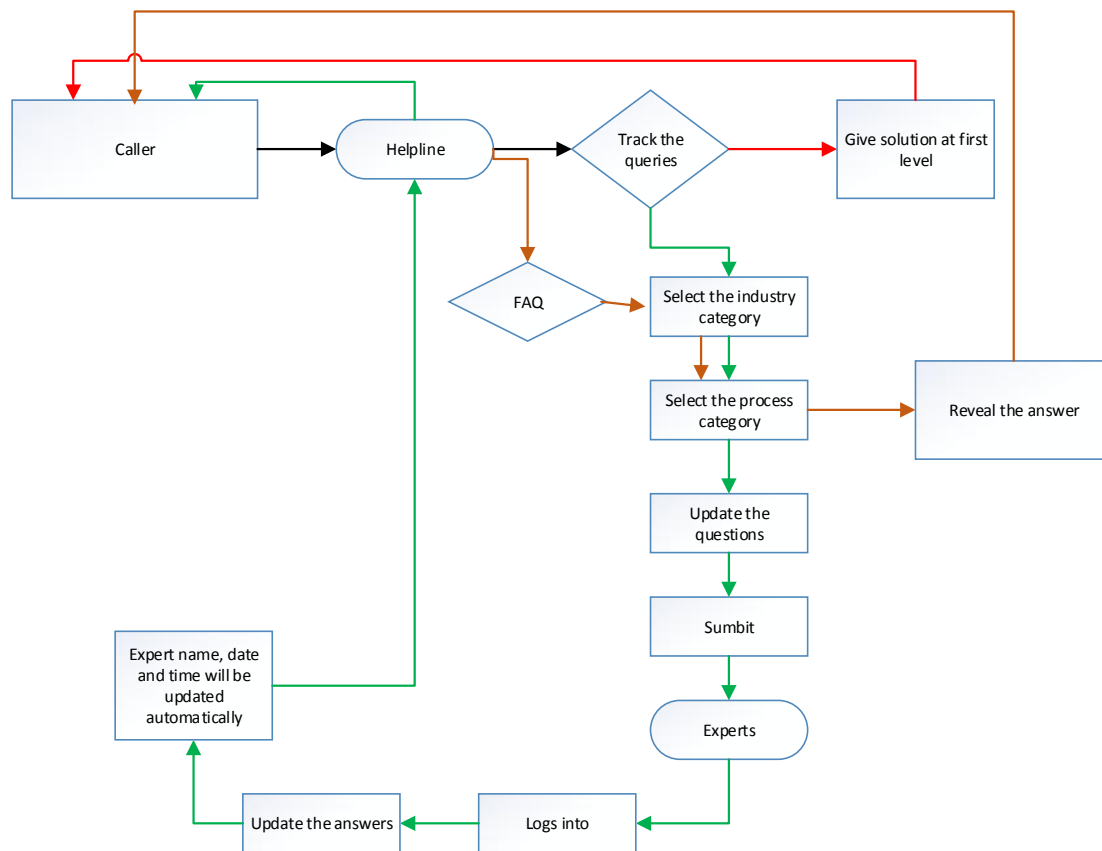 Caller
Helpline
Track the
queries
Give solution at first
level
FAQ
Select the industry
category
Select the process
category
Reveal the answer
Update the
questions
Sumbit
Expert name, date
and time will be
updated
automatically
Experts
Update the answers
Logs into